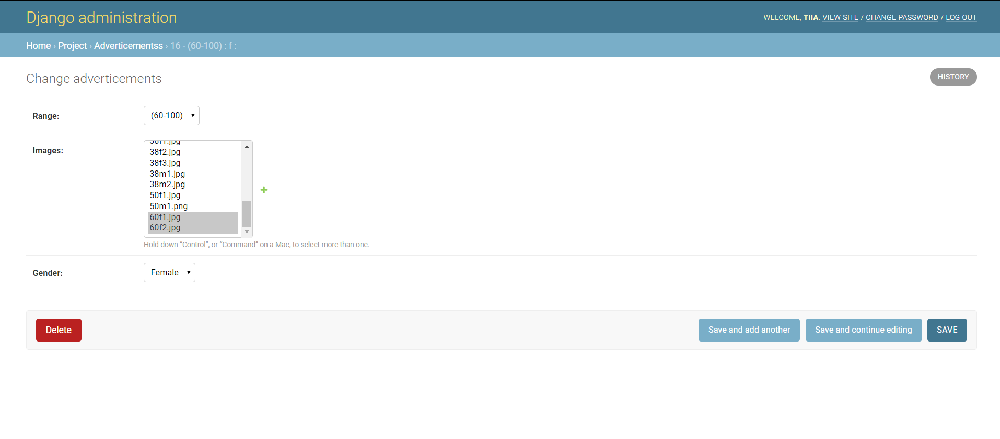 Django administration
WELCOME, TIIA. VIEW SITE / CHANGE PASSWORD / LOG OUT
Home › Project › Adverticementss › 16 - (60-100) : f :
Change adverticements
HISTORY
Range:
(60-100)
Images:
38f1.jpg
38f2.jpg
38f3.jpg
38m1.jpg
38m2.jpg
50f1.jpg
50m1.png
60f1.jpg
60f2.jpg
Hold down “Control”, or “Command” on a Mac, to select more than one.
Gender:
Female
Delete
Save and add another
Save and continue editing
SAVE